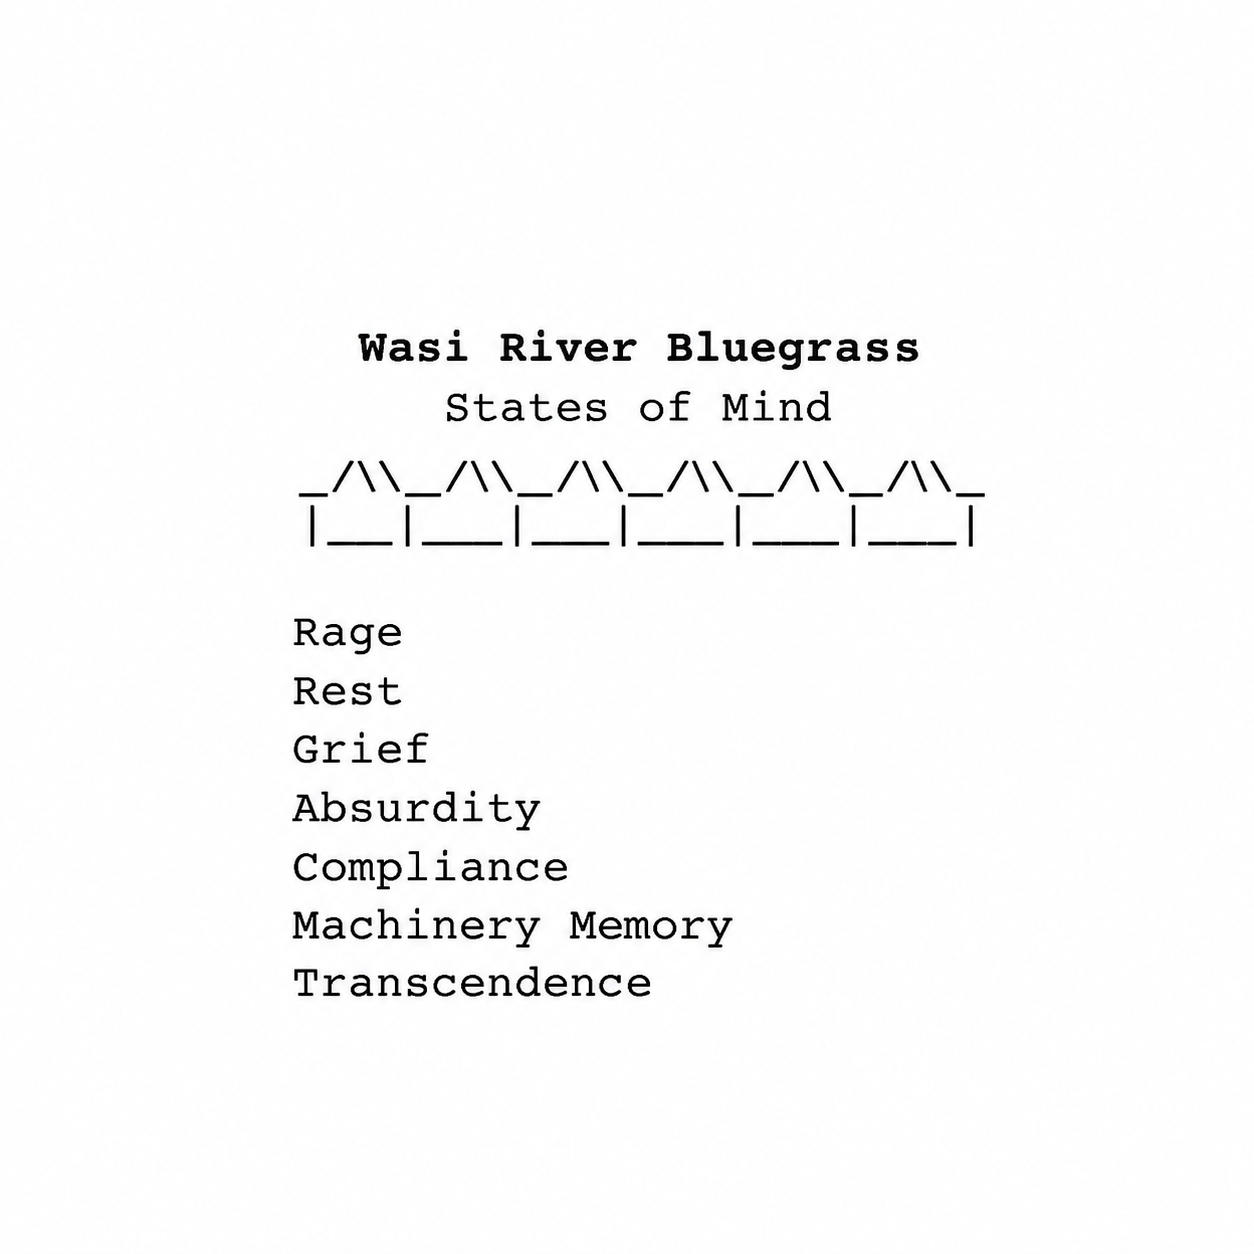 Wasi River Bluegrass
States of Mind
_/\\_/\\_/\\_/\\_/\\_/\\_
|__|___|___|___|___|___|
Rage
Rest
Grief
Absurdity
Compliance
Machinery Memory
Transcendence